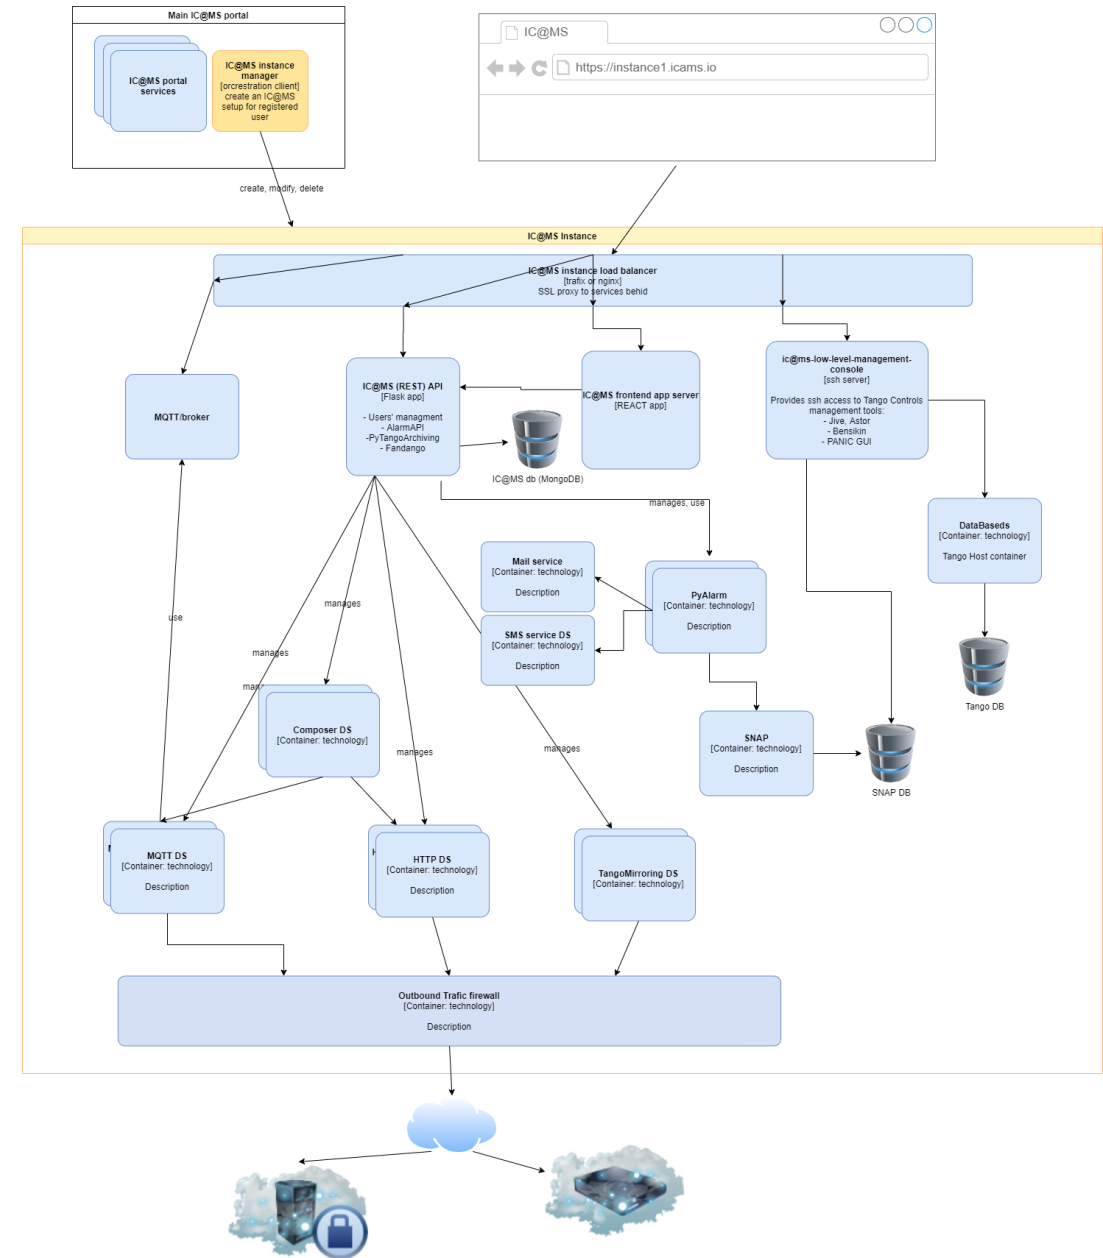 Main IC@MS portal
IC@MS portal
services
IC@MS instance
manager
[orcrestration client]
create an IC@MS
setup for registered
user
IC@MS
https://instance1.icams.io
create, modify, delete
IC@MS Instance
IC@MS instance load balancer
[trafix or nginx]
SSL proxy to services behid
MQTT/broker
IC@MS (REST) API
[Flask app]
- Users' managment
- AlarmAPI
-PyTangoArchiving
- Fandango
IC@MS frontend app server
[REACT app]
ic@ms-low-level-management-
console
[ssh server]
Provides ssh access to Tango Controls
management tools:
- Jive, Astor
- Bensikin
- PANIC GUI
IC@MS db (MongoDB)
manages, use
DataBaseds
[Container: technology]
Tango Host container
Mail service
[Container: technology]
Description
PyAlarm
[Container: technology]
Description
SMS service DS
[Container: technology]
Description
use
manages
manages
Tango DB
Composer DS
[Container: technology]
manages
manages
SNAP
[Container: technology]
Description
SNAP DB
MQTT DS
[Container: technology]
Description
HTTP DS
[Container: technology]
Description
TangoMirroring DS
[Container: technology]
Outbound Trafic firewall
[Container: technology]
Description